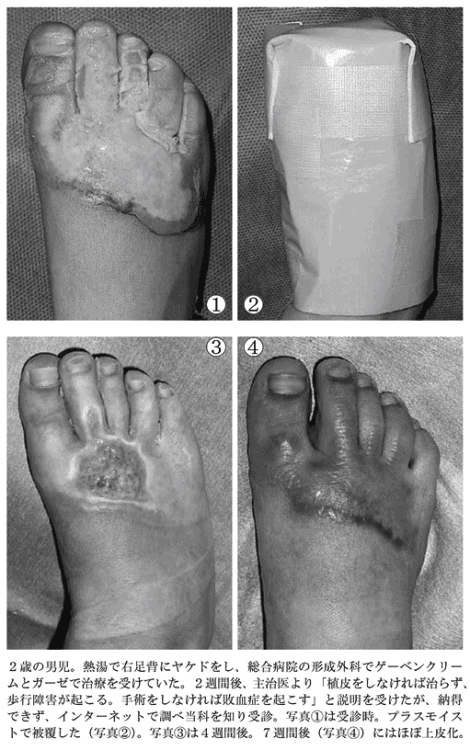 ①
②
③
④
２歳の男児。熱湯で右足背にヤケドをし、総合病院の形成外科でゲーベンクリー
ムとガーゼで治療を受けていた。２週間後、主治医より「植皮をしなければ治らず、
歩行障害が起こる。手術をしなければ敗血症を起こす」と説明を受けたが、納得
できず、インターネットで調べ当科を知り受診。写真①は受診時。プラスモイス
トで被覆した（写真②）。写真③は４週間後。７週間後（写真④）にはほぼ上皮化。